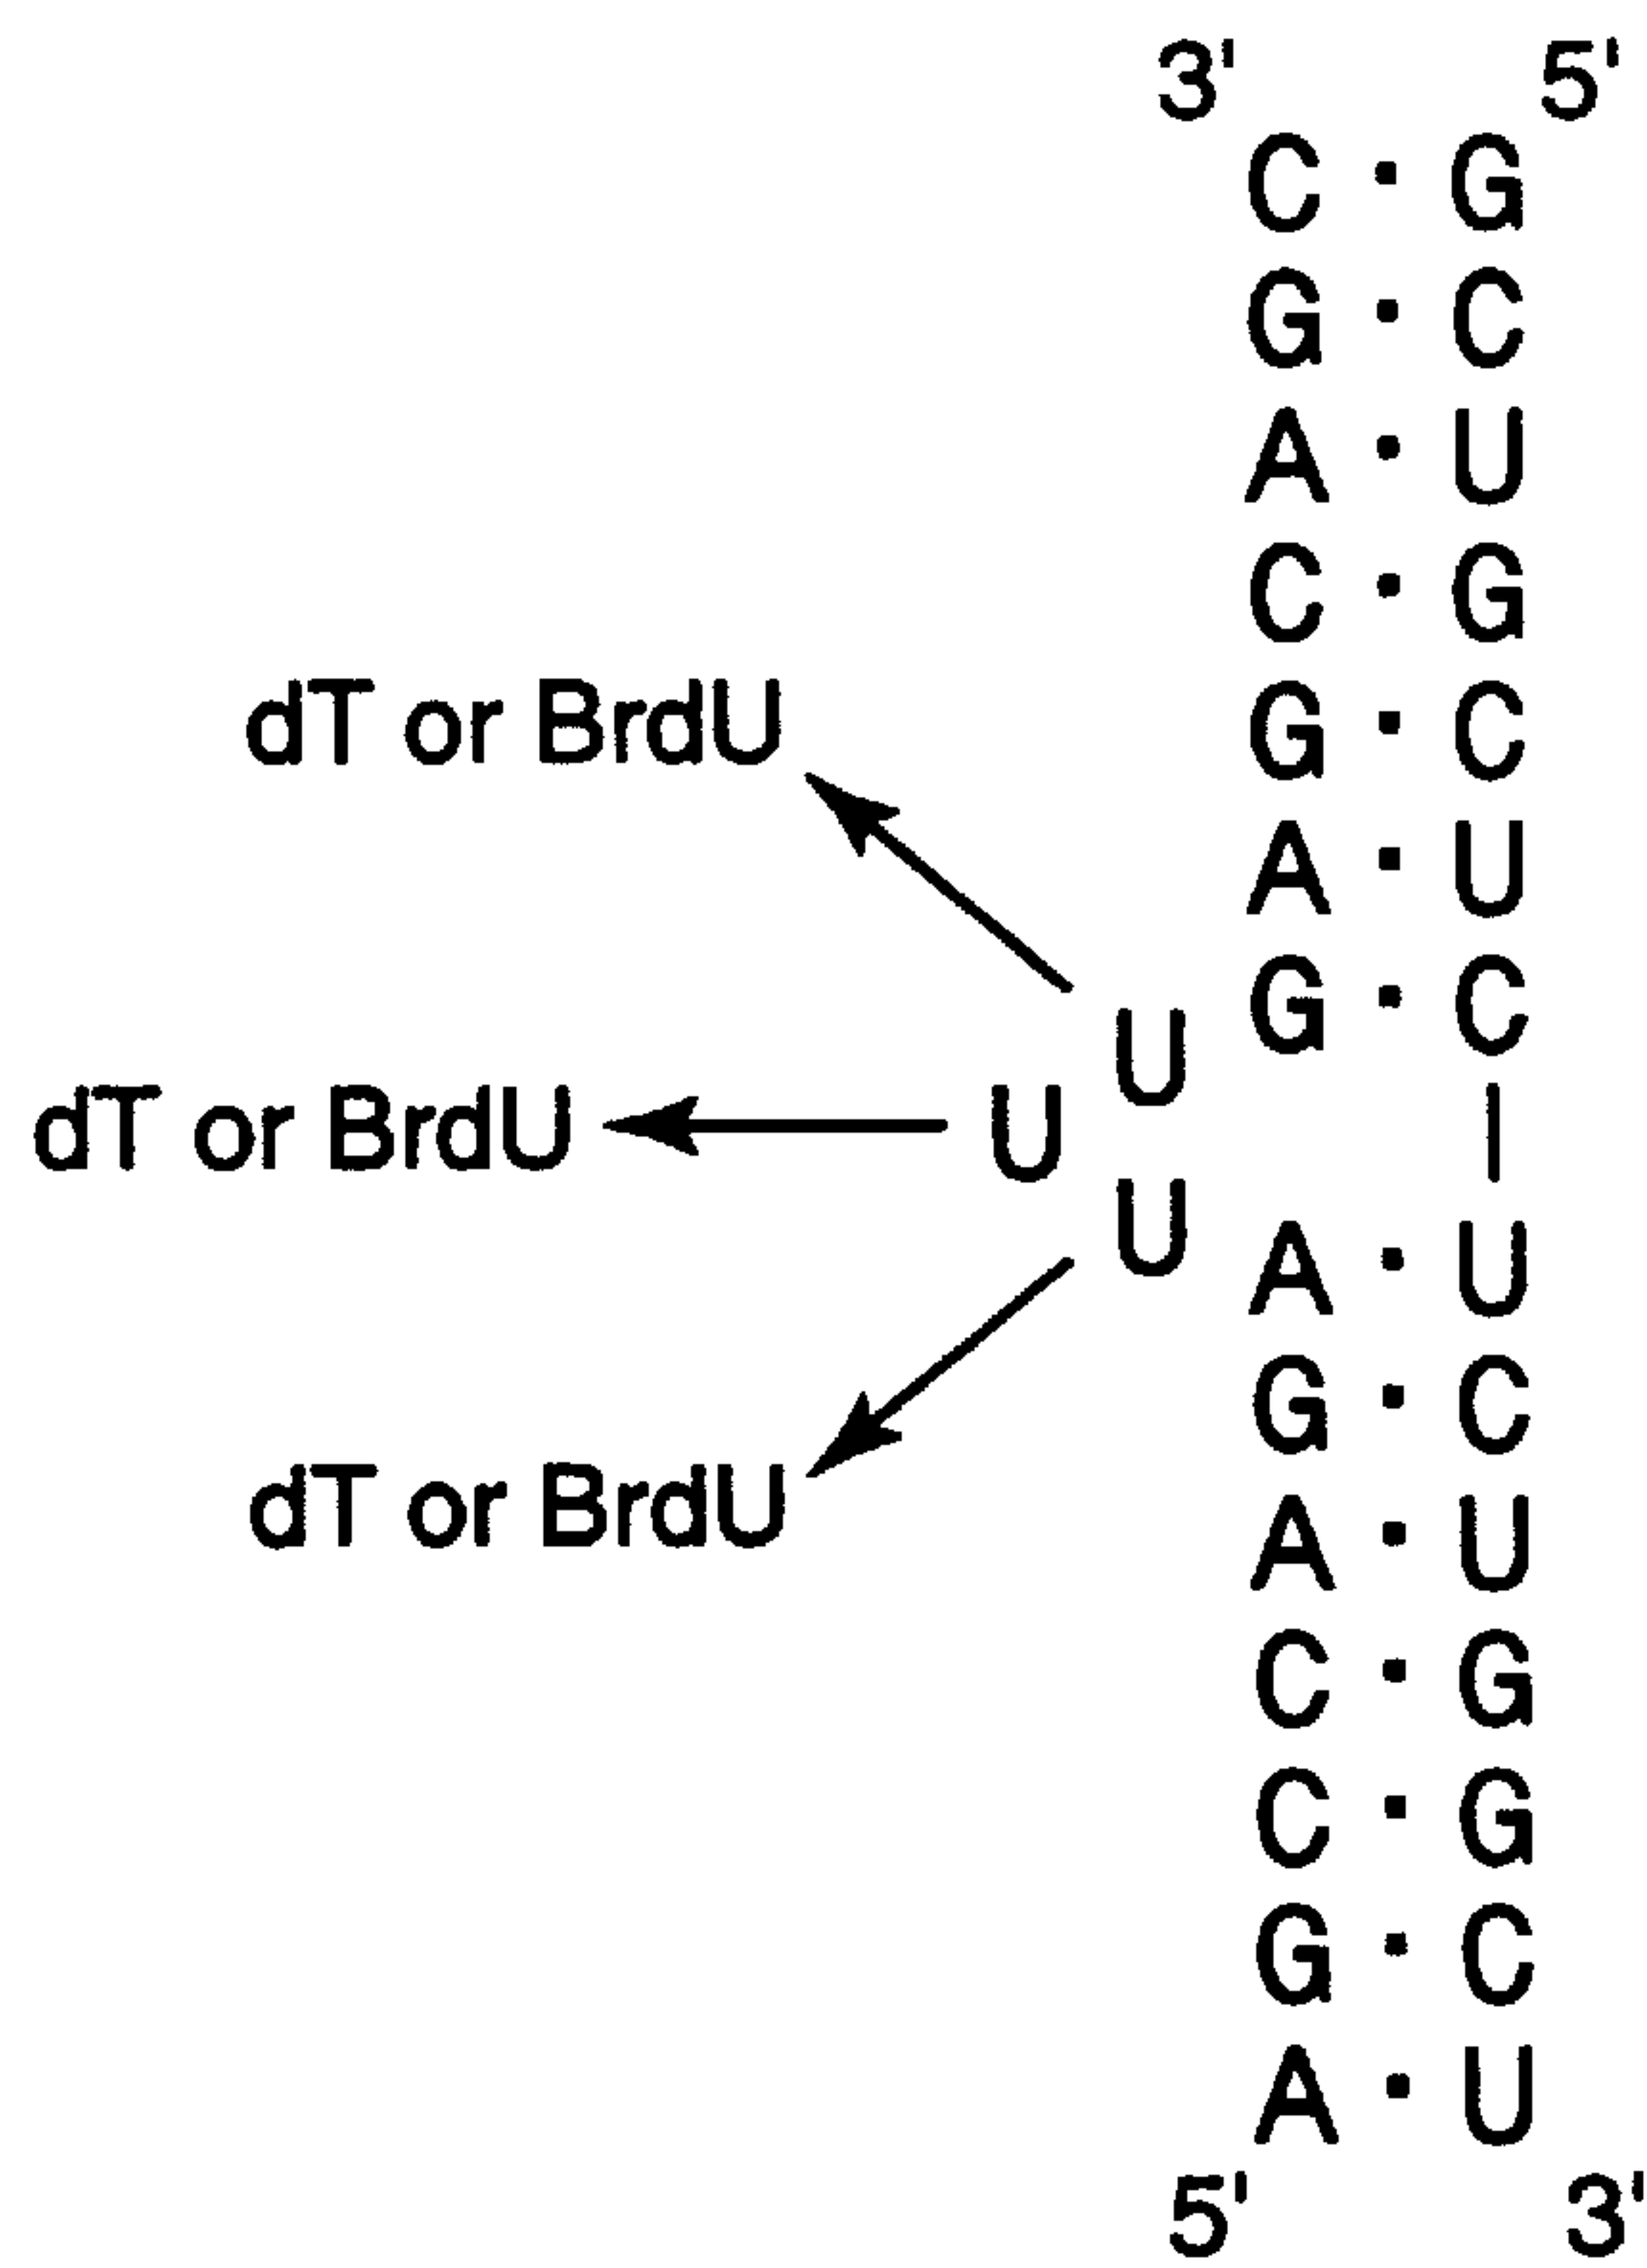 3' 5'
C · G
G · C
A · U
C · G
dT or BrdU G · C
A · U
U G · C
dT or BrdU U
U A · U
G · C
dT or BrdU A · U
C · G
C · G
G · C
A · U
5' 3'